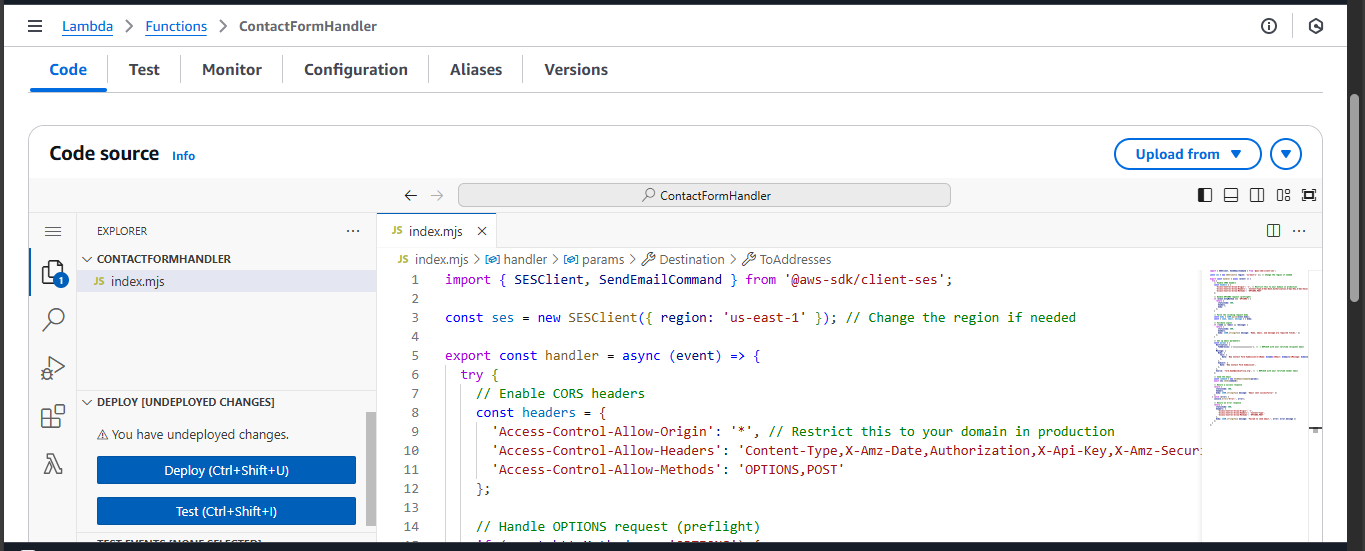 Lambda > Functions > ContactFormHandler
Code Test Monitor Configuration Aliases Versions
Code source Info
Upload from
ContactFormHandler
EXPLORER
CONTACTFORMHANDLER
JS index.mjs
DEPLOY [UNDEPLOYED CHANGES]
You have undeployed changes.
Deploy (Ctrl+Shift+U)
Test (Ctrl+Shift+I)
1
JS index.mjs
JS index.mjs > handler > params > Destination > ToAddresses
1 import { SESClient, SendEmailCommand } from '@aws-sdk/client-ses';
2
3 const ses = new SESClient({ region: 'us-east-1' }); // Change the region if needed
4
5 export const handler = async (event) => {
6 try {
7 // Enable CORS headers
8 const headers = {
9 'Access-Control-Allow-Origin': '*', // Restrict this to your domain in production
10 'Access-Control-Allow-Headers': 'Content-Type,X-Amz-Date,Authorization,X-Api-Key,X-Amz-Securi
11 'Access-Control-Allow-Methods': 'OPTIONS,POST'
12 };
13
14 // Handle OPTIONS request (preflight)